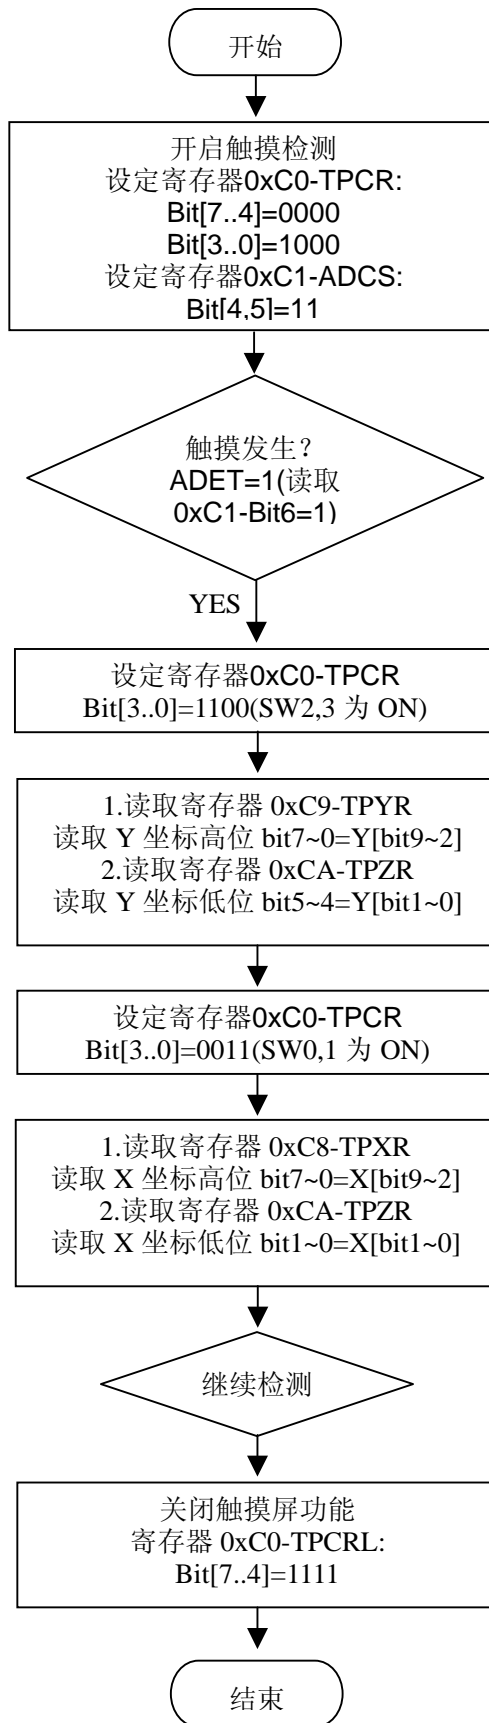 开始
开启触摸检测
设定寄存器0xC0-TPCR:
Bit[7..4]=0000
Bit[3..0]=1000
设定寄存器0xC1-ADCS:
Bit[4,5]=11
触摸发生?
ADET=1(读取
0xC1-Bit6=1)
YES
设定寄存器0xC0-TPCR
Bit[3..0]=1100(SW2,3 为 ON)
1.读取寄存器 0xC9-TPYR
读取 Y 坐标高位 bit7~0=Y[bit9~2]
2.读取寄存器 0xCA-TPZR
读取 Y 坐标低位 bit5~4=Y[bit1~0]
设定寄存器0xC0-TPCR
Bit[3..0]=0011(SW0,1 为 ON)
1.读取寄存器 0xC8-TPXR
读取 X 坐标高位 bit7~0=X[bit9~2]
2.读取寄存器 0xCA-TPZR
读取 X 坐标低位 bit1~0=X[bit1~0]
继续检测
关闭触摸屏功能
寄存器 0xC0-TPCRL:
Bit[7..4]=1111
结束